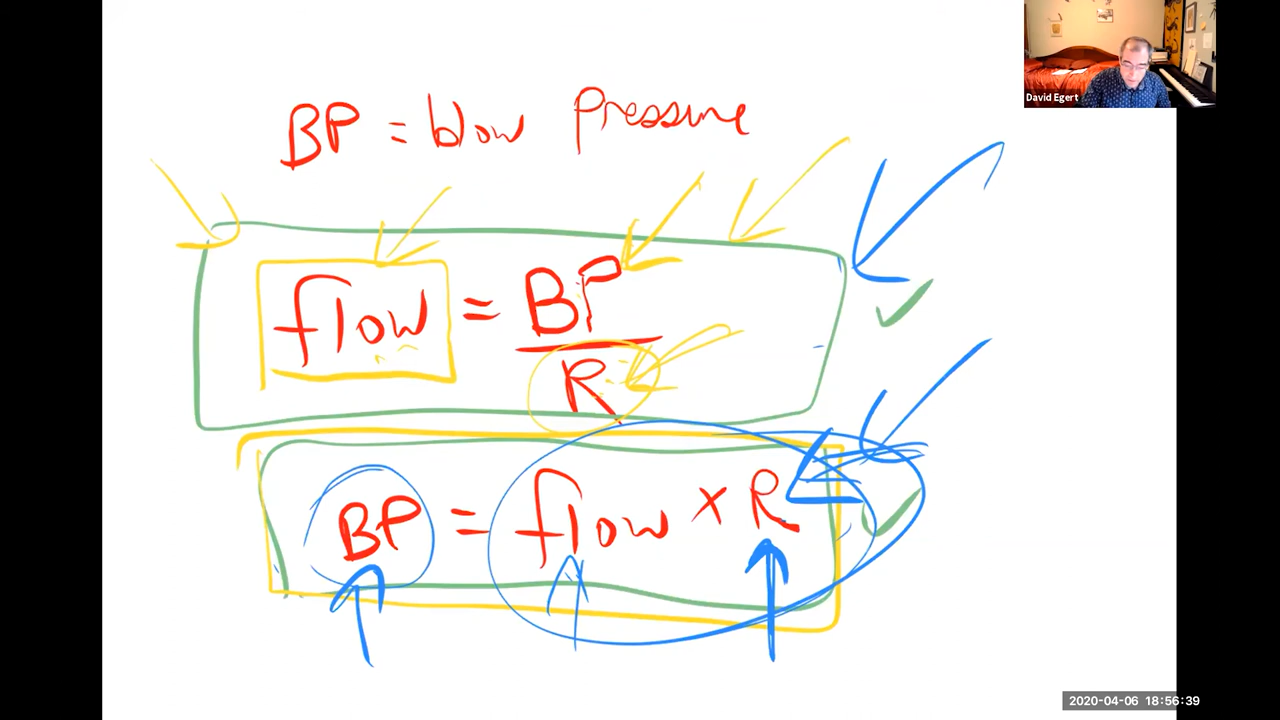 David Egert
BP = blow Pressure
flow = BP
R
BP = flow × R
2020-04-06 18:56:39